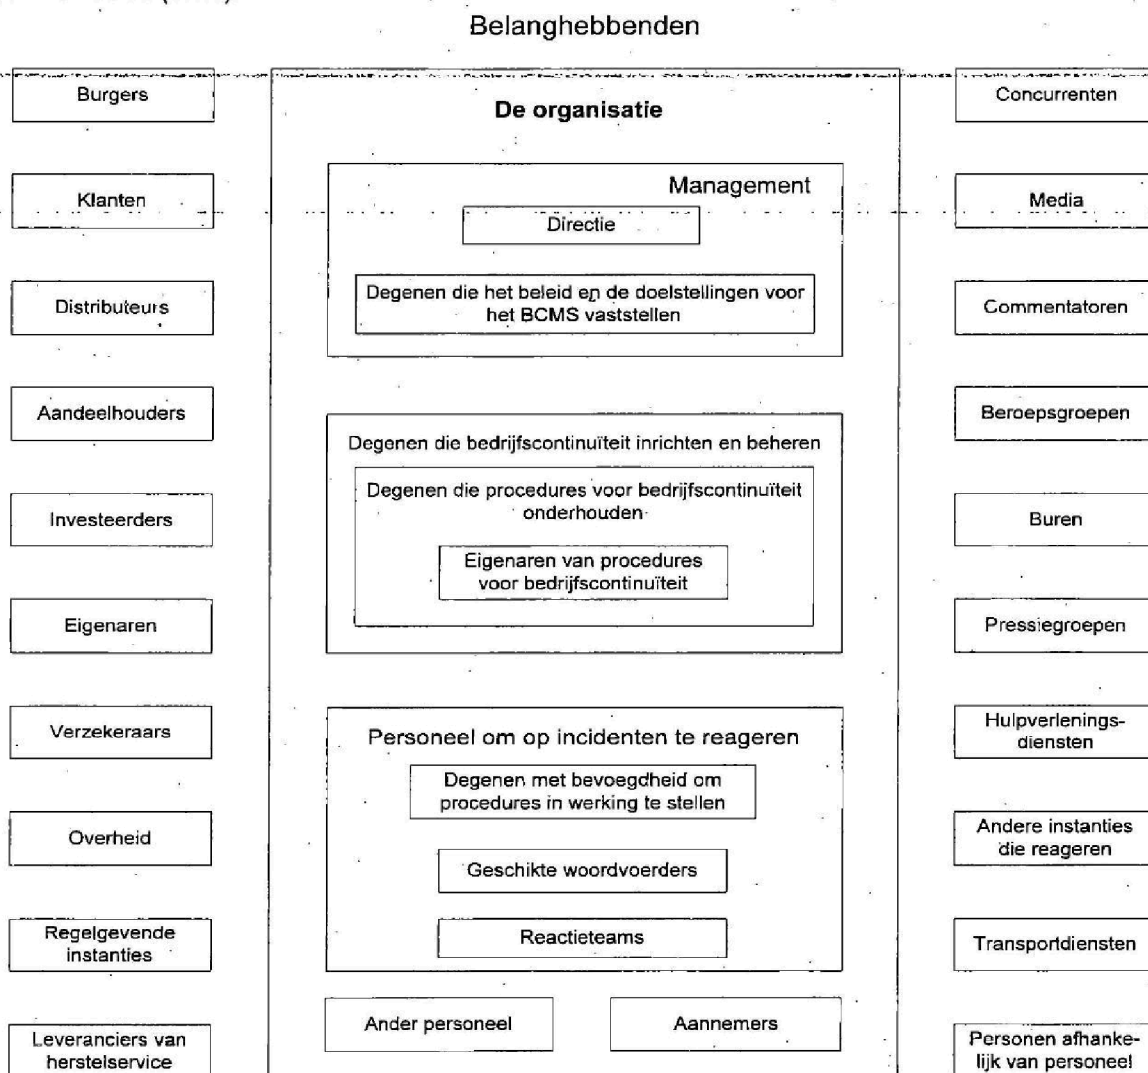 Belanghebbenden
Burgers
Klanten
Distributeurs
Aandeelhouders
Investeerders
Eigenaren
Verzekeraars
Overheid
Regelgevende
instanties
Leveranciers van
herstelservice
De organisatie
Management
Directie
Degenen die het beleid en de doelstellingen voor
het BCMS vaststellen
Degenen die bedrijfscontinuïteit inrichten en beheren
Degenen die procedures voor bedrijfscontinuïteit
onderhouden
Eigenaren van procedures
voor bedrijfscontinuïteit
Personeel om op incidenten te reageren
Degenen met bevoegdheid om
procedures in werking te stellen
Geschikte woordvoerders
Reactieteams
Ander personeel
Aannemers
Concurrenten
Media
Commentatoren
Beroepsgroepen
Buren
Pressiegroepen
Hulpverlenings-
diensten
Andere instanties
die reageren
Transportdiensten
Personen afhanke-
lijk van personeel